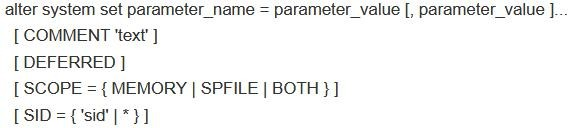 alter system set parameter_name = parameter_value [, parameter_value ]...
[ COMMENT 'text' ]
[ DEFERRED ]
[ SCOPE = { MEMORY | SPFILE | BOTH } ]
[ SID = { 'sid' | * } ]